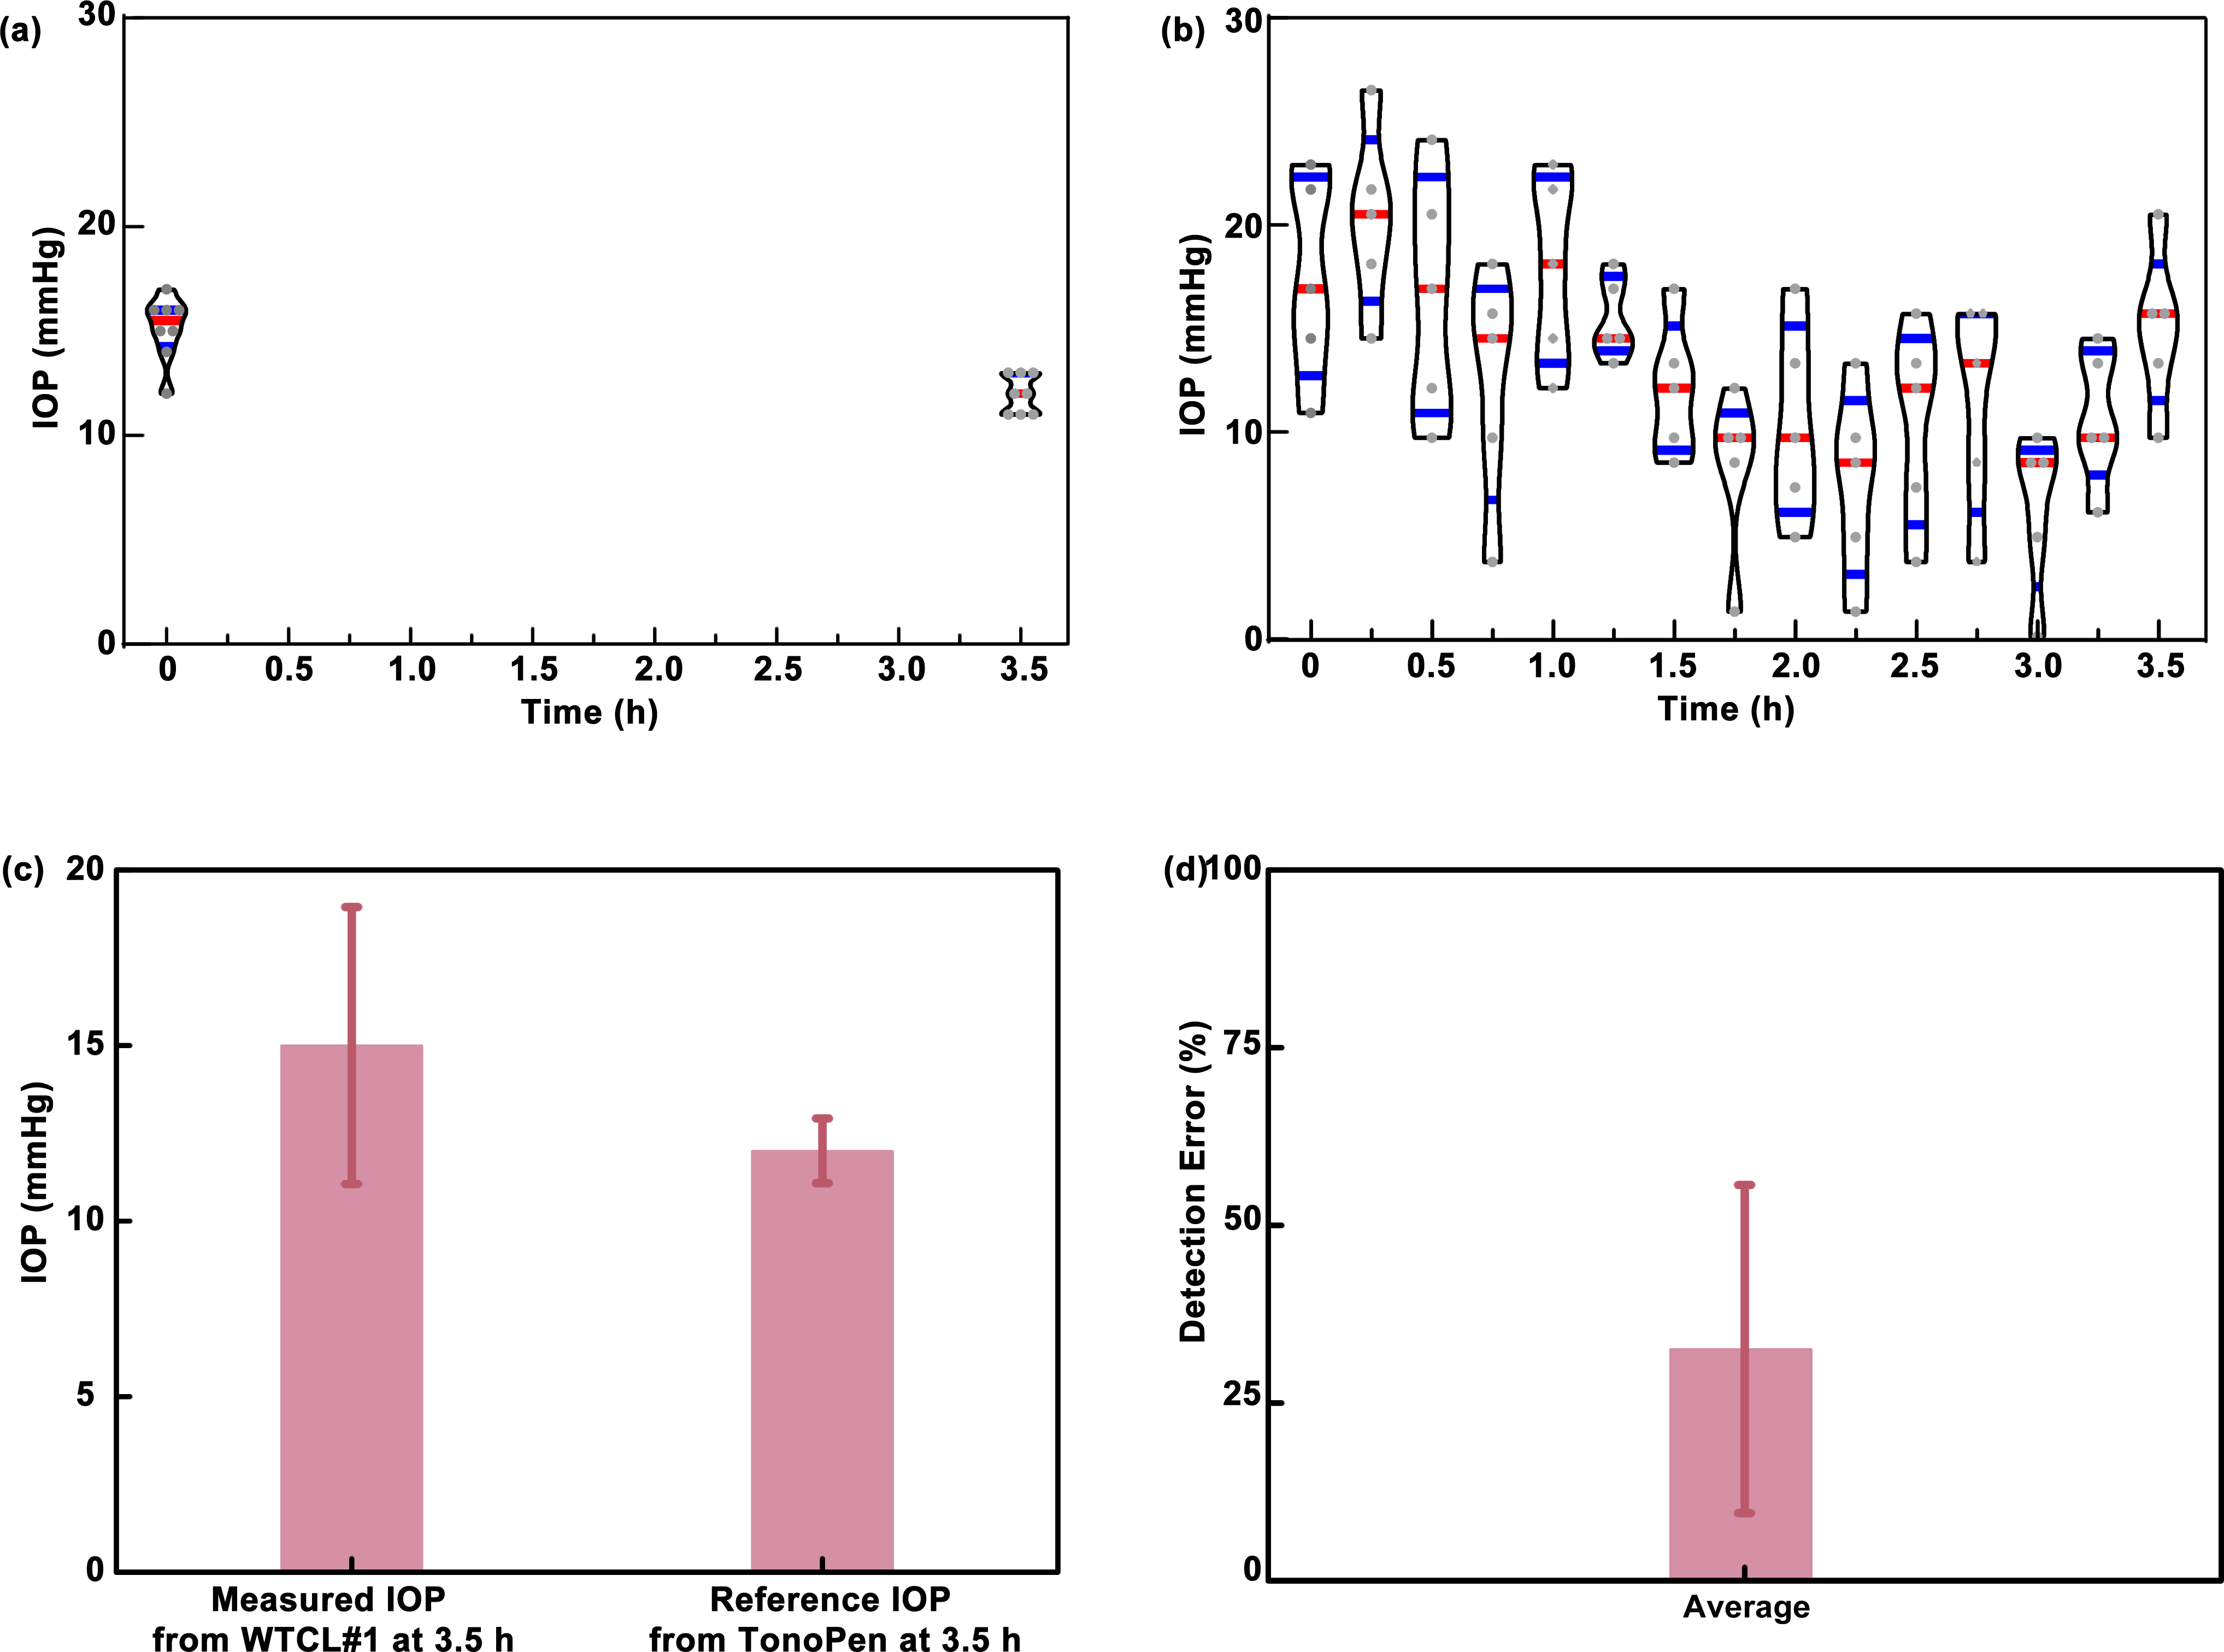 (a)
30
20
10
0
IOP (mmHg)
0 0.5 1.0 1.5 2.0 2.5 3.0 3.5
Time (h)
(b)
30
20
10
0
IOP (mmHg)
0 0.5 1.0 1.5 2.0 2.5 3.0 3.5
Time (h)
(c)
20
15
10
5
0
IOP (mmHg)
Measured IOP
from WTCL#1 at 3.5 h
Reference IOP
from TonoPen at 3.5 h
(d)
100
75
50
25
0
Detection Error (%)
Average